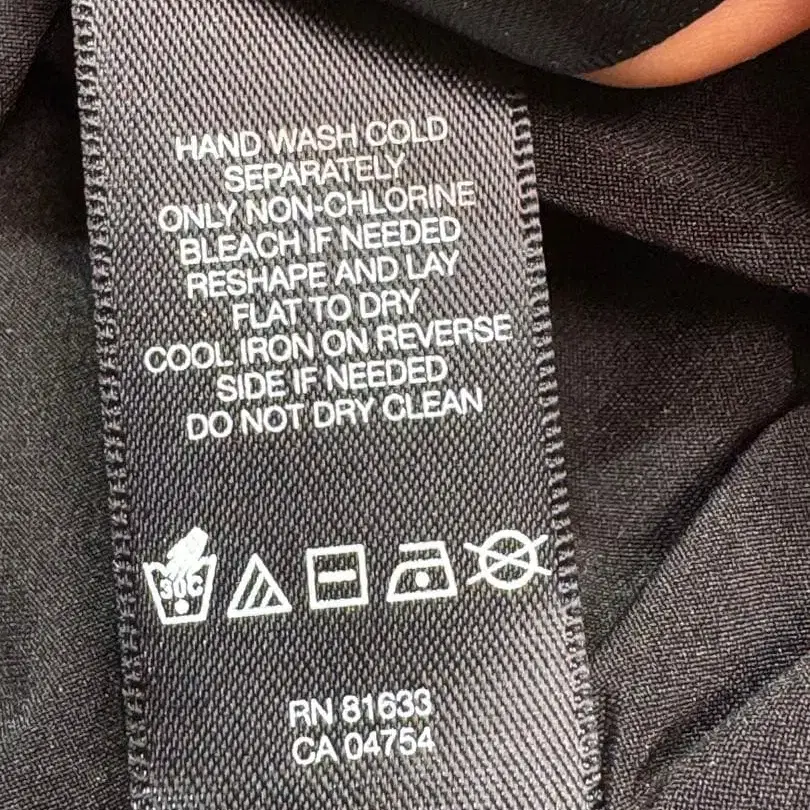 HAND WASH COLD
SEPARATELY
ONLY NON-CHLORINE
BLEACH IF NEEDED
RESHAPE AND LAY
FLAT TO DRY
COOL IRON ON REVERSE
SIDE IF NEEDED
DO NOT DRY CLEAN
30C
RN 81633
CA 04754